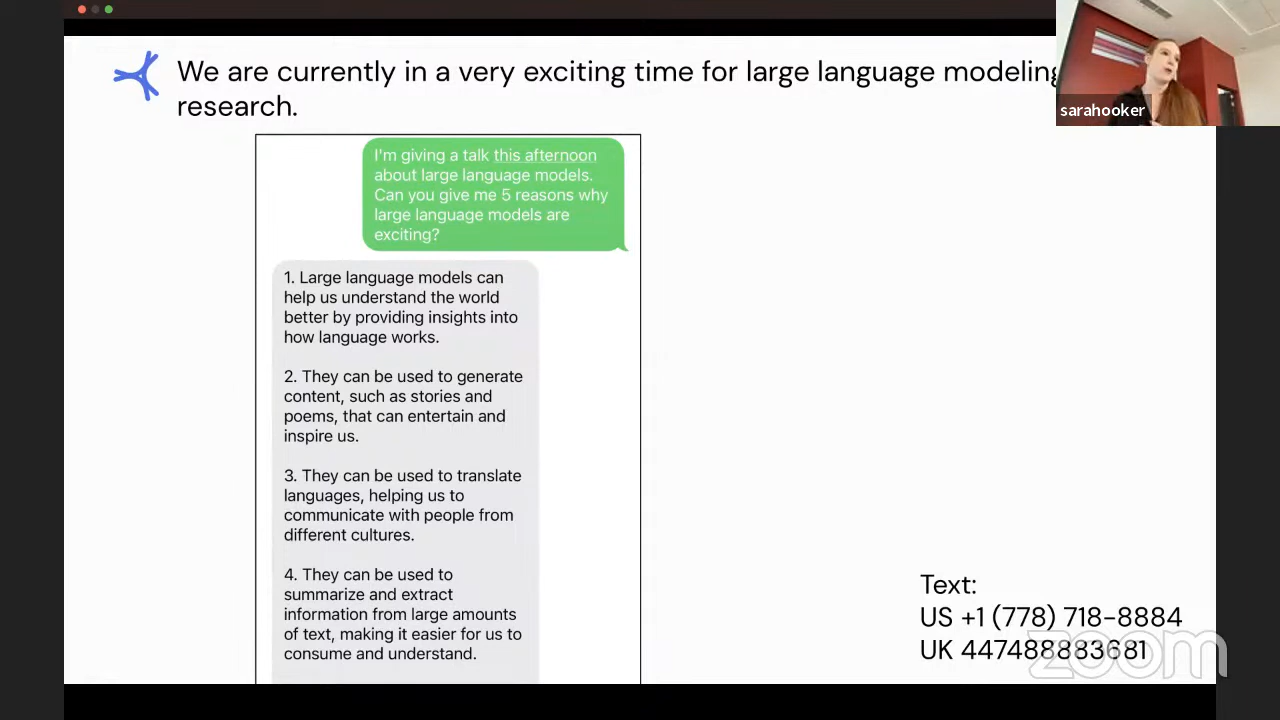 We are currently in a very exciting time for large language modeling
research.
sarahooker
I'm giving a talk this afternoon
about large language models.
Can you give me 5 reasons why
large language models are
exciting?
1. Large language models can
help us understand the world
better by providing insights into
how language works.
2. They can be used to generate
content, such as stories and
poems, that can entertain and
inspire us.
3. They can be used to translate
languages, helping us to
communicate with people from
different cultures.
4. They can be used to
summarize and extract
information from large amounts
of text, making it easier for us to
consume and understand.
Text:
US +1 (778) 718-8884
UK 447488883681
zoom